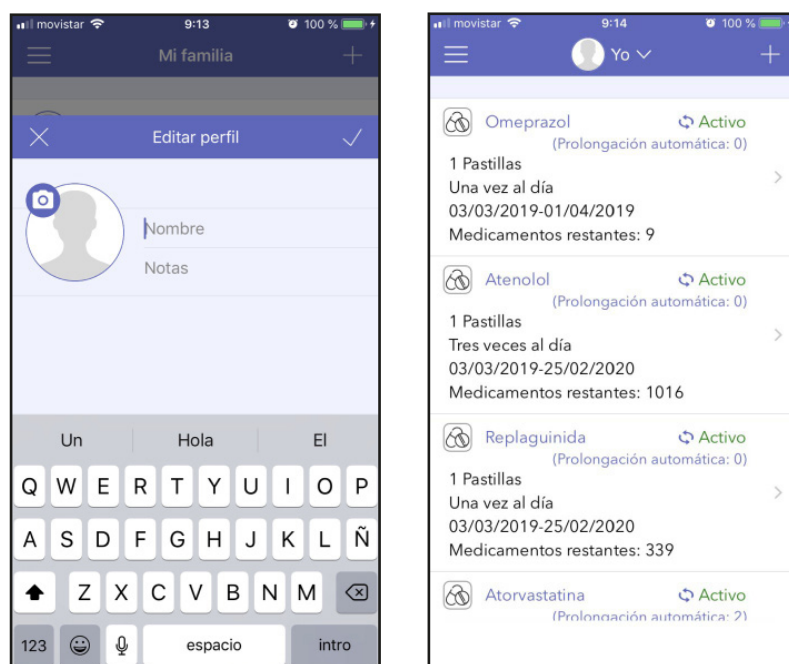 movistar 9:13 100 %
Mi familia
Editar perfil
Nombre
Notas
Un Hola El
Q W E R T Y U I O P
A S D F G H J K L Ñ
Z X C V B N M
123 espacio intro
movistar 9:14 100 %
Yo
Omeprazol Activo
(Prolongación automática: 0)
1 Pastillas
Una vez al día
03/03/2019-01/04/2019
Medicamentos restantes: 9
Atenolol Activo
(Prolongación automática: 0)
1 Pastillas
Tres veces al día
03/03/2019-25/02/2020
Medicamentos restantes: 1016
Replaguinida Activo
(Prolongación automática: 0)
1 Pastillas
Una vez al día
03/03/2019-25/02/2020
Medicamentos restantes: 339
Atorvastatina Activo
(Prolongación automática: 2)